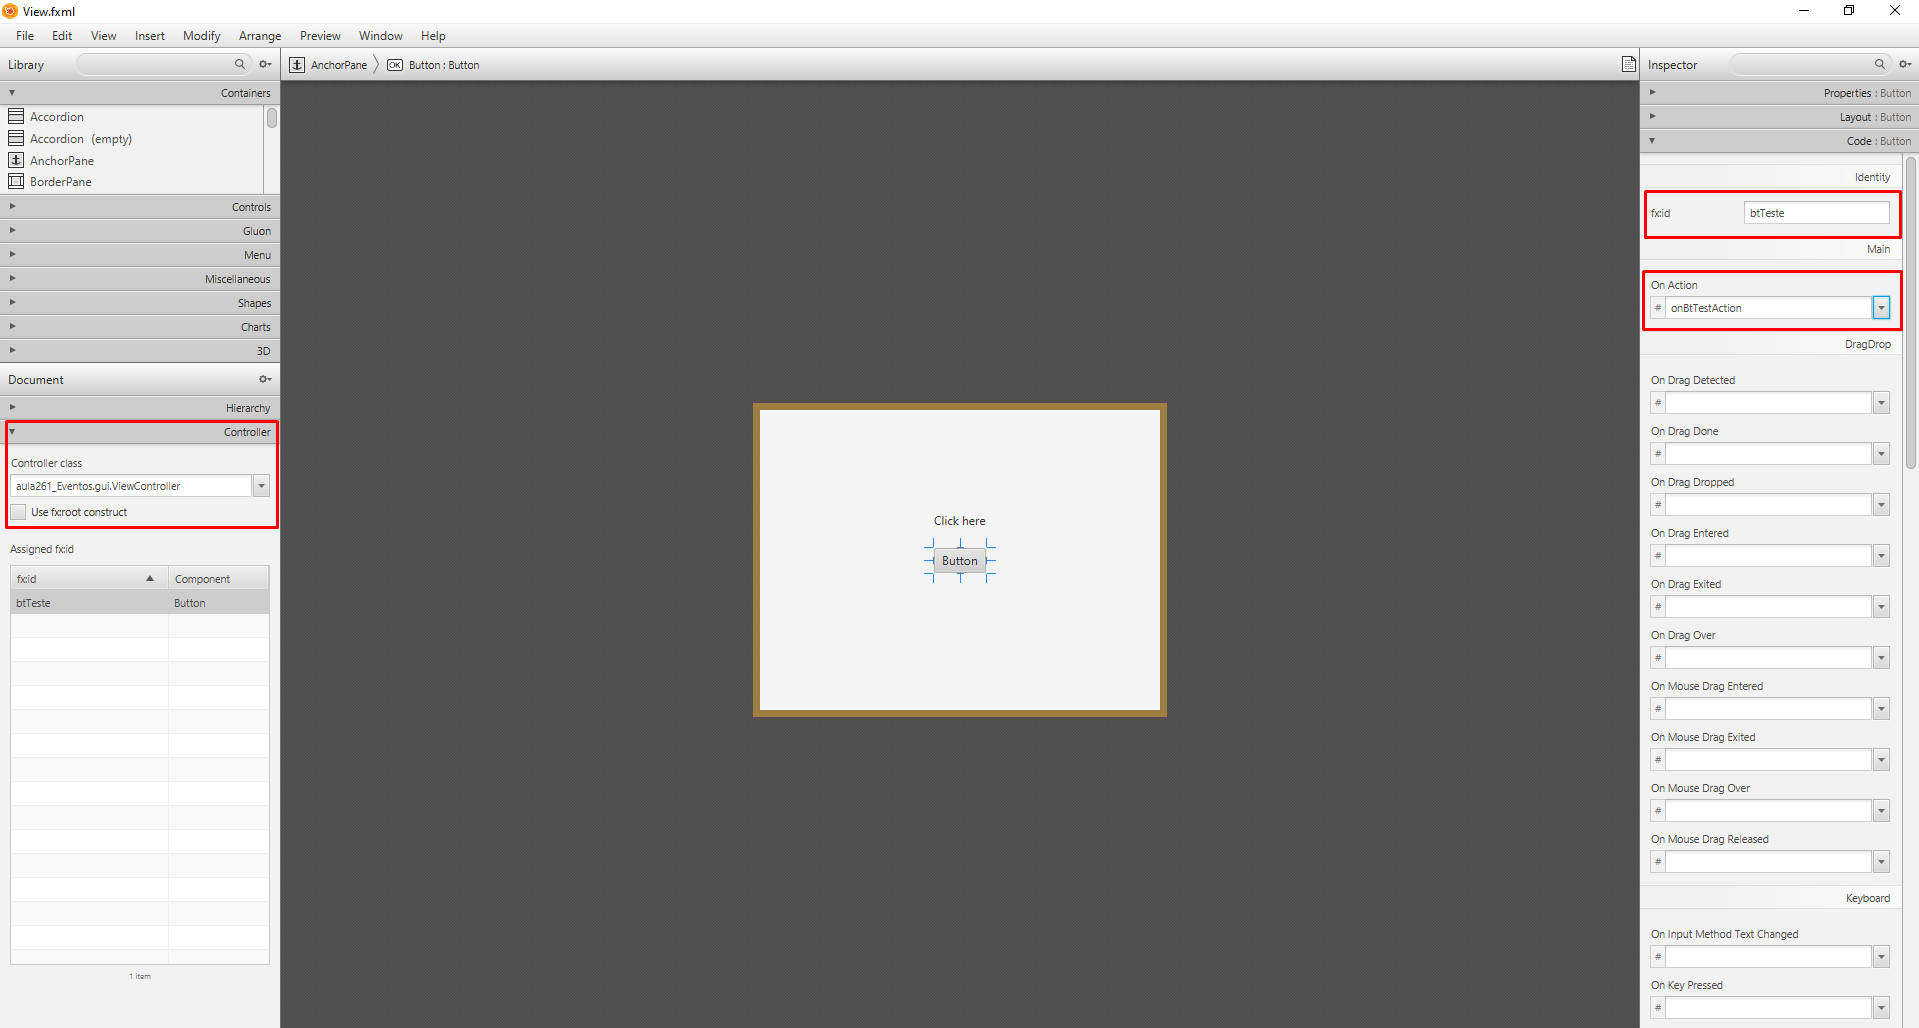 View.fxml
File Edit View Insert Modify Arrange Preview Window Help
Library
Containers
Accordion
Accordion (empty)
AnchorPane
BorderPane
Controls
Gluon
Menu
Miscellaneous
Shapes
Charts
3D
Document
Hierarchy
Controller
Controller class
aula261_Eventos.gui.ViewController
Use fx:root construct
Assigned fx:id
fx:id Component
btTeste Button
1 item
AnchorPane OK Button : Button
Click here
Button
Inspector
Properties : Button
Layout : Button
Code : Button
Identity
fx:id btTeste
Main
On Action
# onBtTestAction
DragDrop
On Drag Detected
#
On Drag Done
#
On Drag Dropped
#
On Drag Entered
#
On Drag Exited
#
On Drag Over
#
On Mouse Drag Entered
#
On Mouse Drag Exited
#
On Mouse Drag Over
#
On Mouse Drag Released
#
Keyboard
On Input Method Text Changed
#
On Key Pressed
#